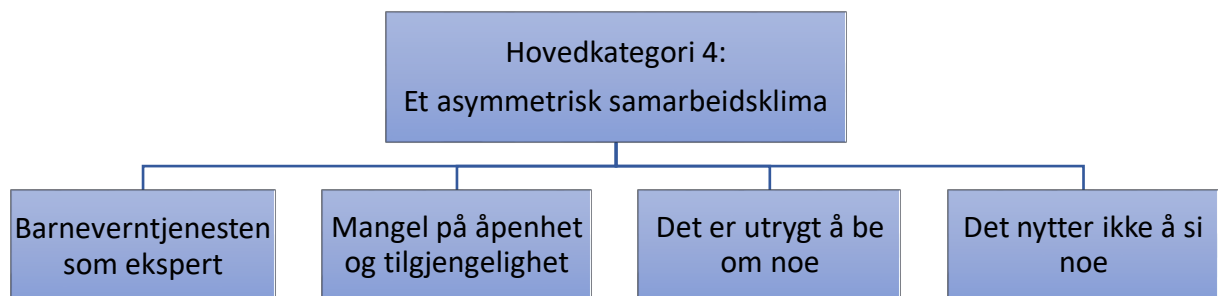 Hovedkategori 4:
Et asymmetrisk samarbeidsklima
Barneverntjenesten
som ekspert
Mangel på åpenhet
og tilgjengelighet
Det er utrygt å be
om noe
Det nytter ikke å si
noe